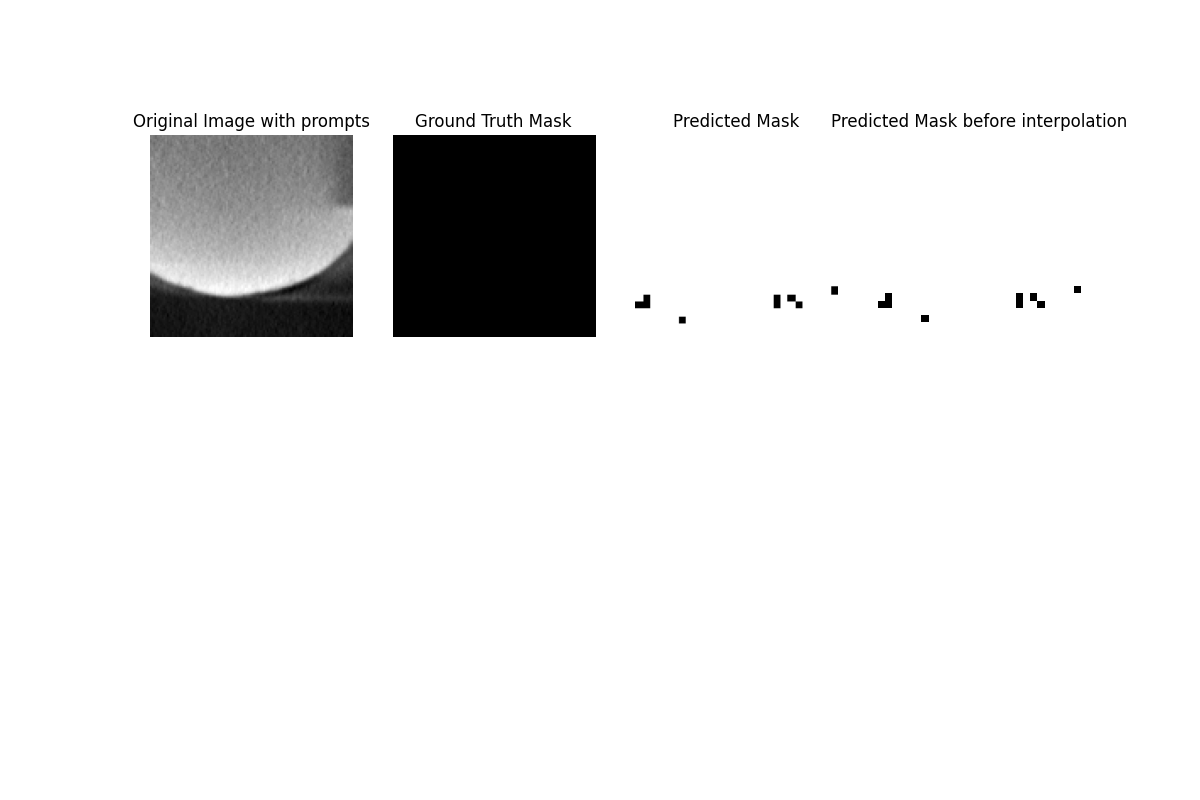 Original Image with prompts
Ground Truth Mask
Predicted Mask
Predicted Mask before interpolation